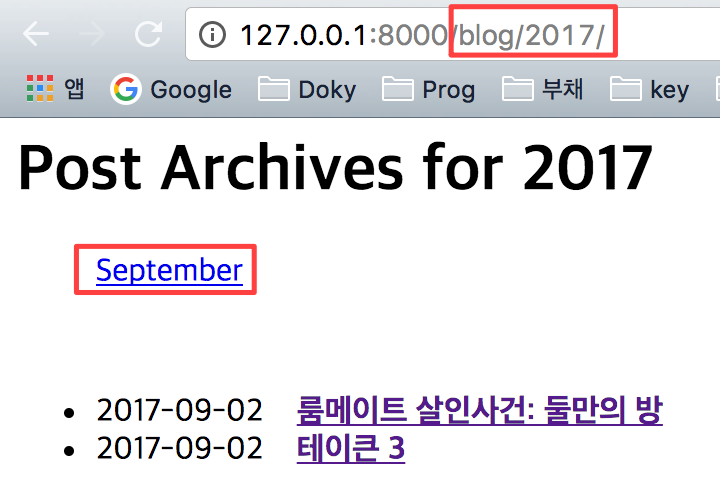 127.0.0.1:8000/blog/2017/
앱 Google Doky Prog 부채 key
Post Archives for 2017
September
2017-09-02 룸메이트 살인사건: 둘만의 방
2017-09-02 테이큰 3